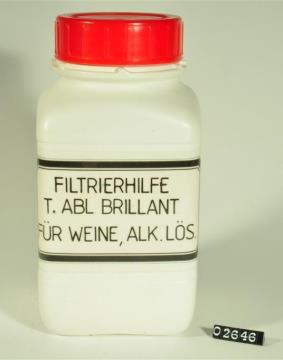 FILTRIERHILFE
T. ABL BRILLANT
FÜR WEINE, ALK. LÖS.
02646